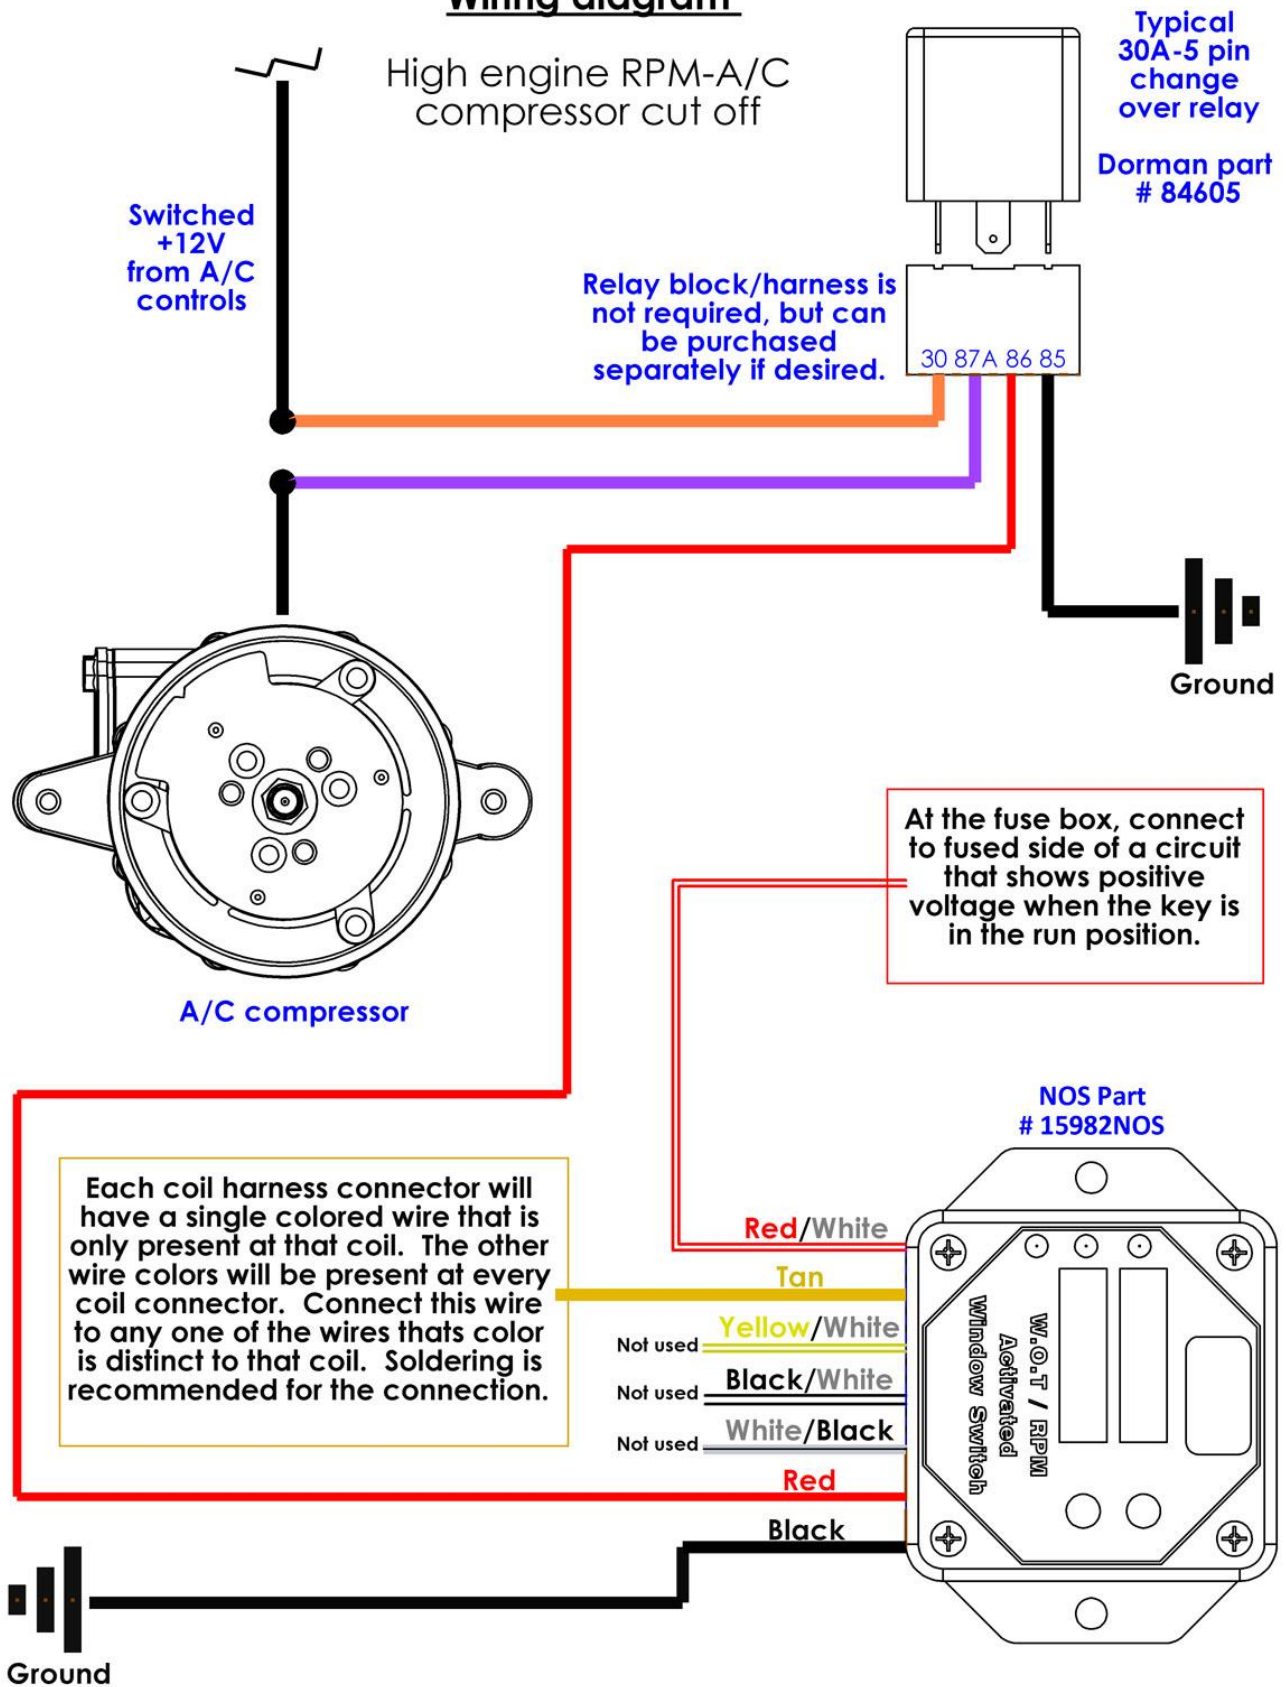 Wiring diagram
High engine RPM-A/C
compressor cut off
Typical
30A-5 pin
change
over relay
Dorman part
# 84605
Switched
+12V
from A/C
controls
Relay block/harness is
not required, but can
be purchased
separately if desired.
30 87A 86 85
Ground
A/C compressor
At the fuse box, connect
to fused side of a circuit
that shows positive
voltage when the key is
in the run position.
NOS Part
# 15982NOS
Each coil harness connector will
have a single colored wire that is
only present at that coil. The other
wire colors will be present at every
coil connector. Connect this wire
to any one of the wires thats color
is distinct to that coil. Soldering is
recommended for the connection.
Red/White
Tan
Yellow/White
Not used
Black/White
Not used
White/Black
Not used
Red
Black
W.O.T / RPM
Activated
Window Switch
Ground